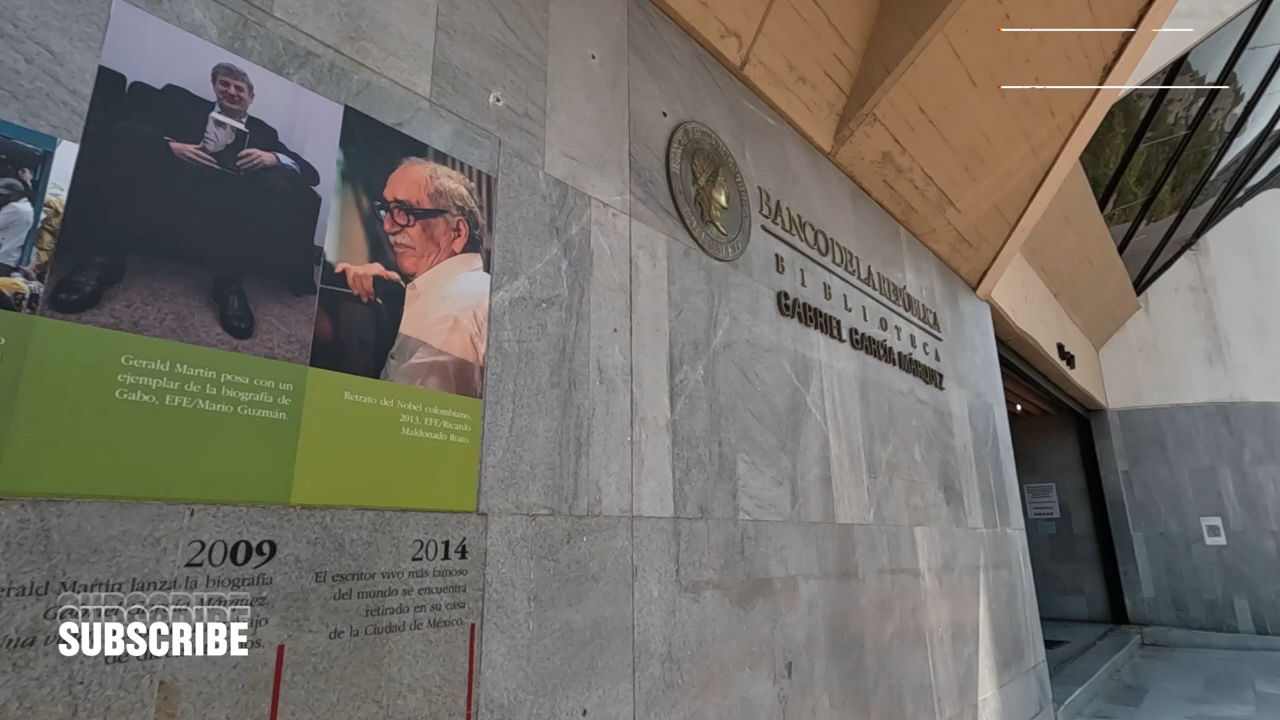 Gerald Martin posa con un
ejemplar de la biografía de
Gabo, EFE/Mario Guzmán.
Retrato del Nobel colombiano,
2013, EFE/Ricardo
Maldonado Rozo.
BANCO DE LA REPÚBLICA
BIBLIOTECA
GABRIEL GARCÍA MÁRQUEZ
2009
erald Martin lanza la biografía
Márquez,
2014
El escritor vivo más famoso
del mundo se encuentra
retirado en su casa
de la Ciudad de México.
SUBSCRIBE